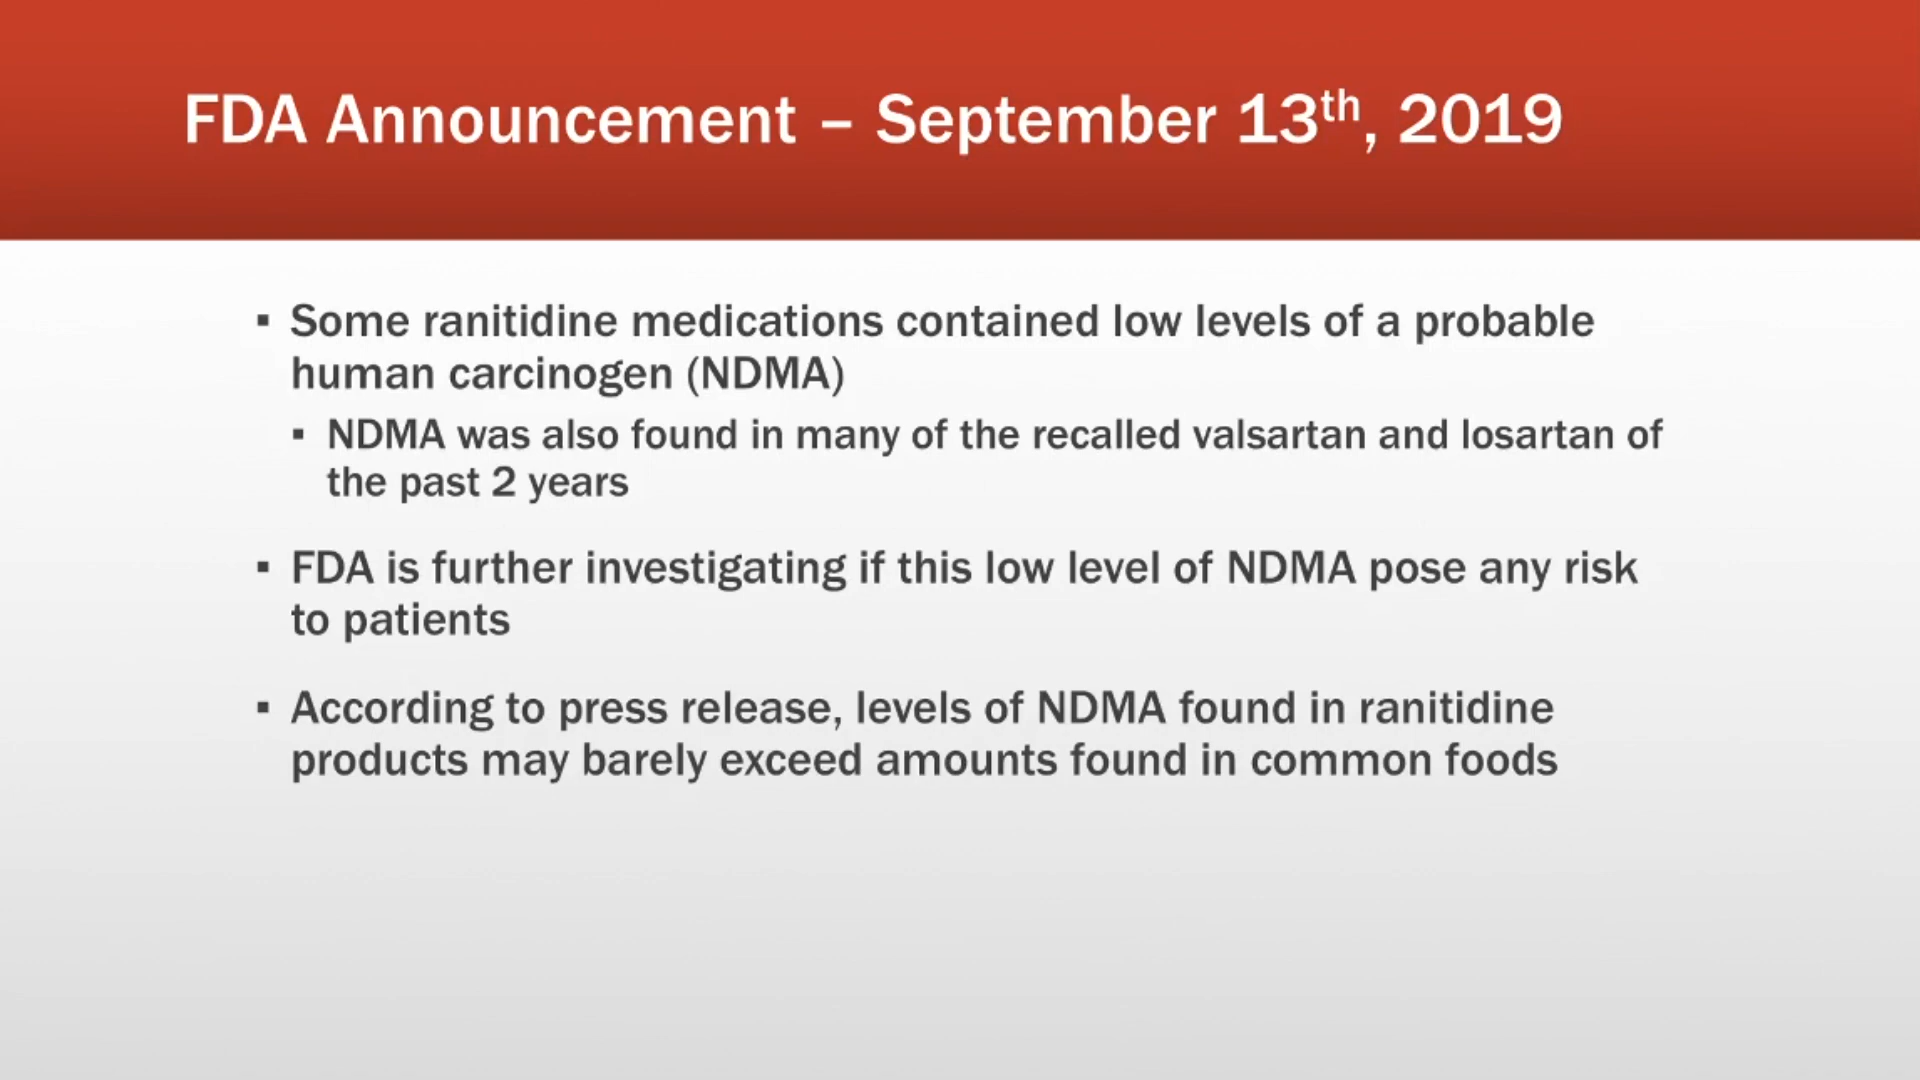 FDA Announcement – September 13th, 2019
▪ Some ranitidine medications contained low levels of a probable
human carcinogen (NDMA)
▪ NDMA was also found in many of the recalled valsartan and losartan of
the past 2 years
▪ FDA is further investigating if this low level of NDMA pose any risk
to patients
▪ According to press release, levels of NDMA found in ranitidine
products may barely exceed amounts found in common foods